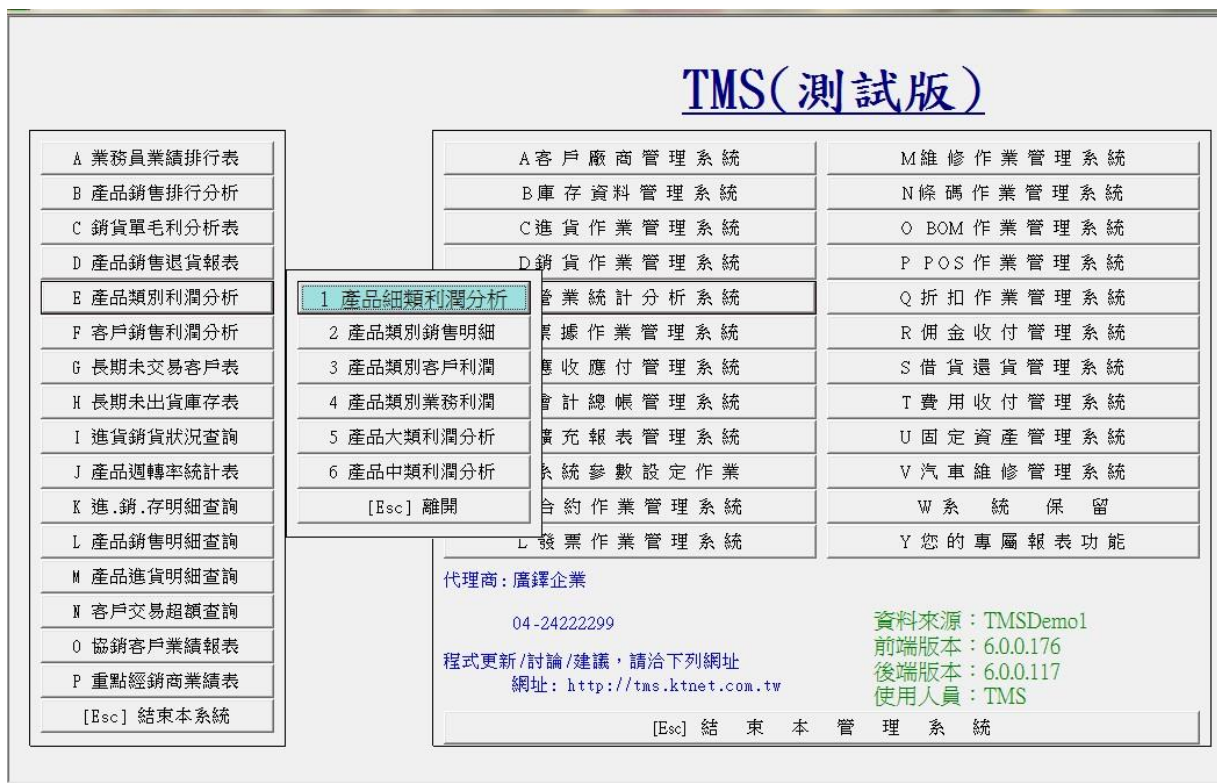 TMS(測試版)
A 業務員業績排行表
B 產品銷售排行分析
C 銷貨單毛利分析表
D 產品銷售退貨報表
E 產品類別利潤分析
F 客戶銷售利潤分析
G 長期未交易客戶表
H 長期未出貨庫存表
I 進貨銷貨狀況查詢
J 產品週轉率統計表
K 進.銷.存明細查詢
L 產品銷售明細查詢
M 產品進貨明細查詢
N 客戶交易超額查詢
O 協銷客戶業績報表
P 重點經銷商業績表
[Esc] 結束本系統
1 產品細類利潤分析
2 產品類別銷售明細
3 產品類別客戶利潤
4 產品類別業務利潤
5 產品大類利潤分析
6 產品中類利潤分析
[Esc] 離開
A客戶廠商管理系統
B庫存資料管理系統
C進貨作業管理系統
D銷貨作業管理系統
營業統計分析系統
票據作業管理系統
應收應付管理系統
會計總帳管理系統
擴充報表管理系統
系統參數設定作業
合約作業管理系統
L發票作業管理系統
M維修作業管理系統
N條碼作業管理系統
O BOM作業管理系統
P POS作業管理系統
Q折扣作業管理系統
R佣金收付管理系統
S借貨還貨管理系統
T費用收付管理系統
U固定資產管理系統
V汽車維修管理系統
W系統保留
Y您的專屬報表功能
代理商:廣鐸企業
04-24222299
程式更新/討論/建議，請洽下列網址
網址: http://tms.ktnet.com.tw
資料來源：TMSDemo1
前端版本：6.0.0.176
後端版本：6.0.0.117
使用人員：TMS
[Esc] 結束本管理系統